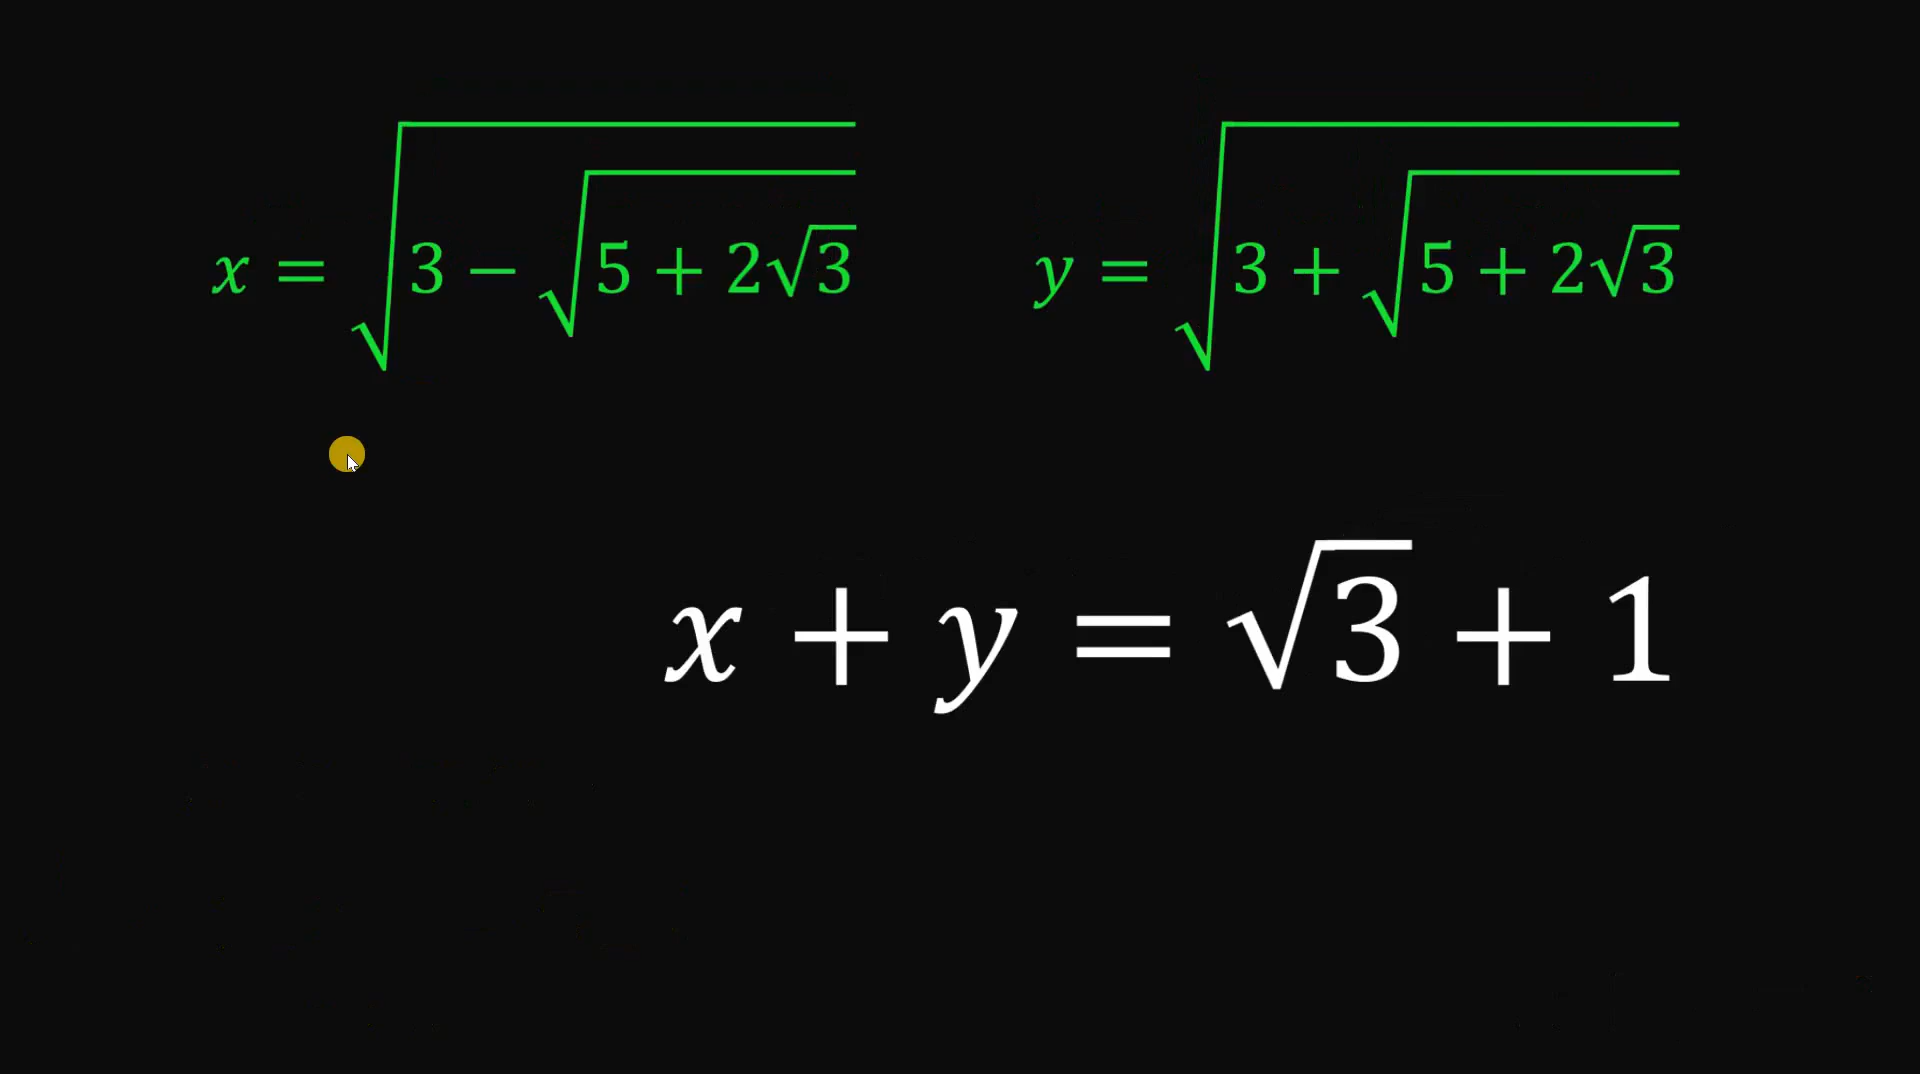 x = √(3 − √(5 + 2√3)) y = √(3 + √(5 + 2√3))
x + y = √3 + 1